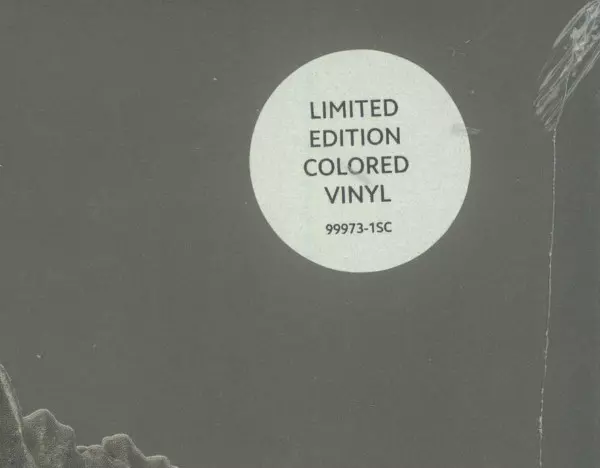 LIMITED
EDITION
COLORED
VINYL
99973-1SC